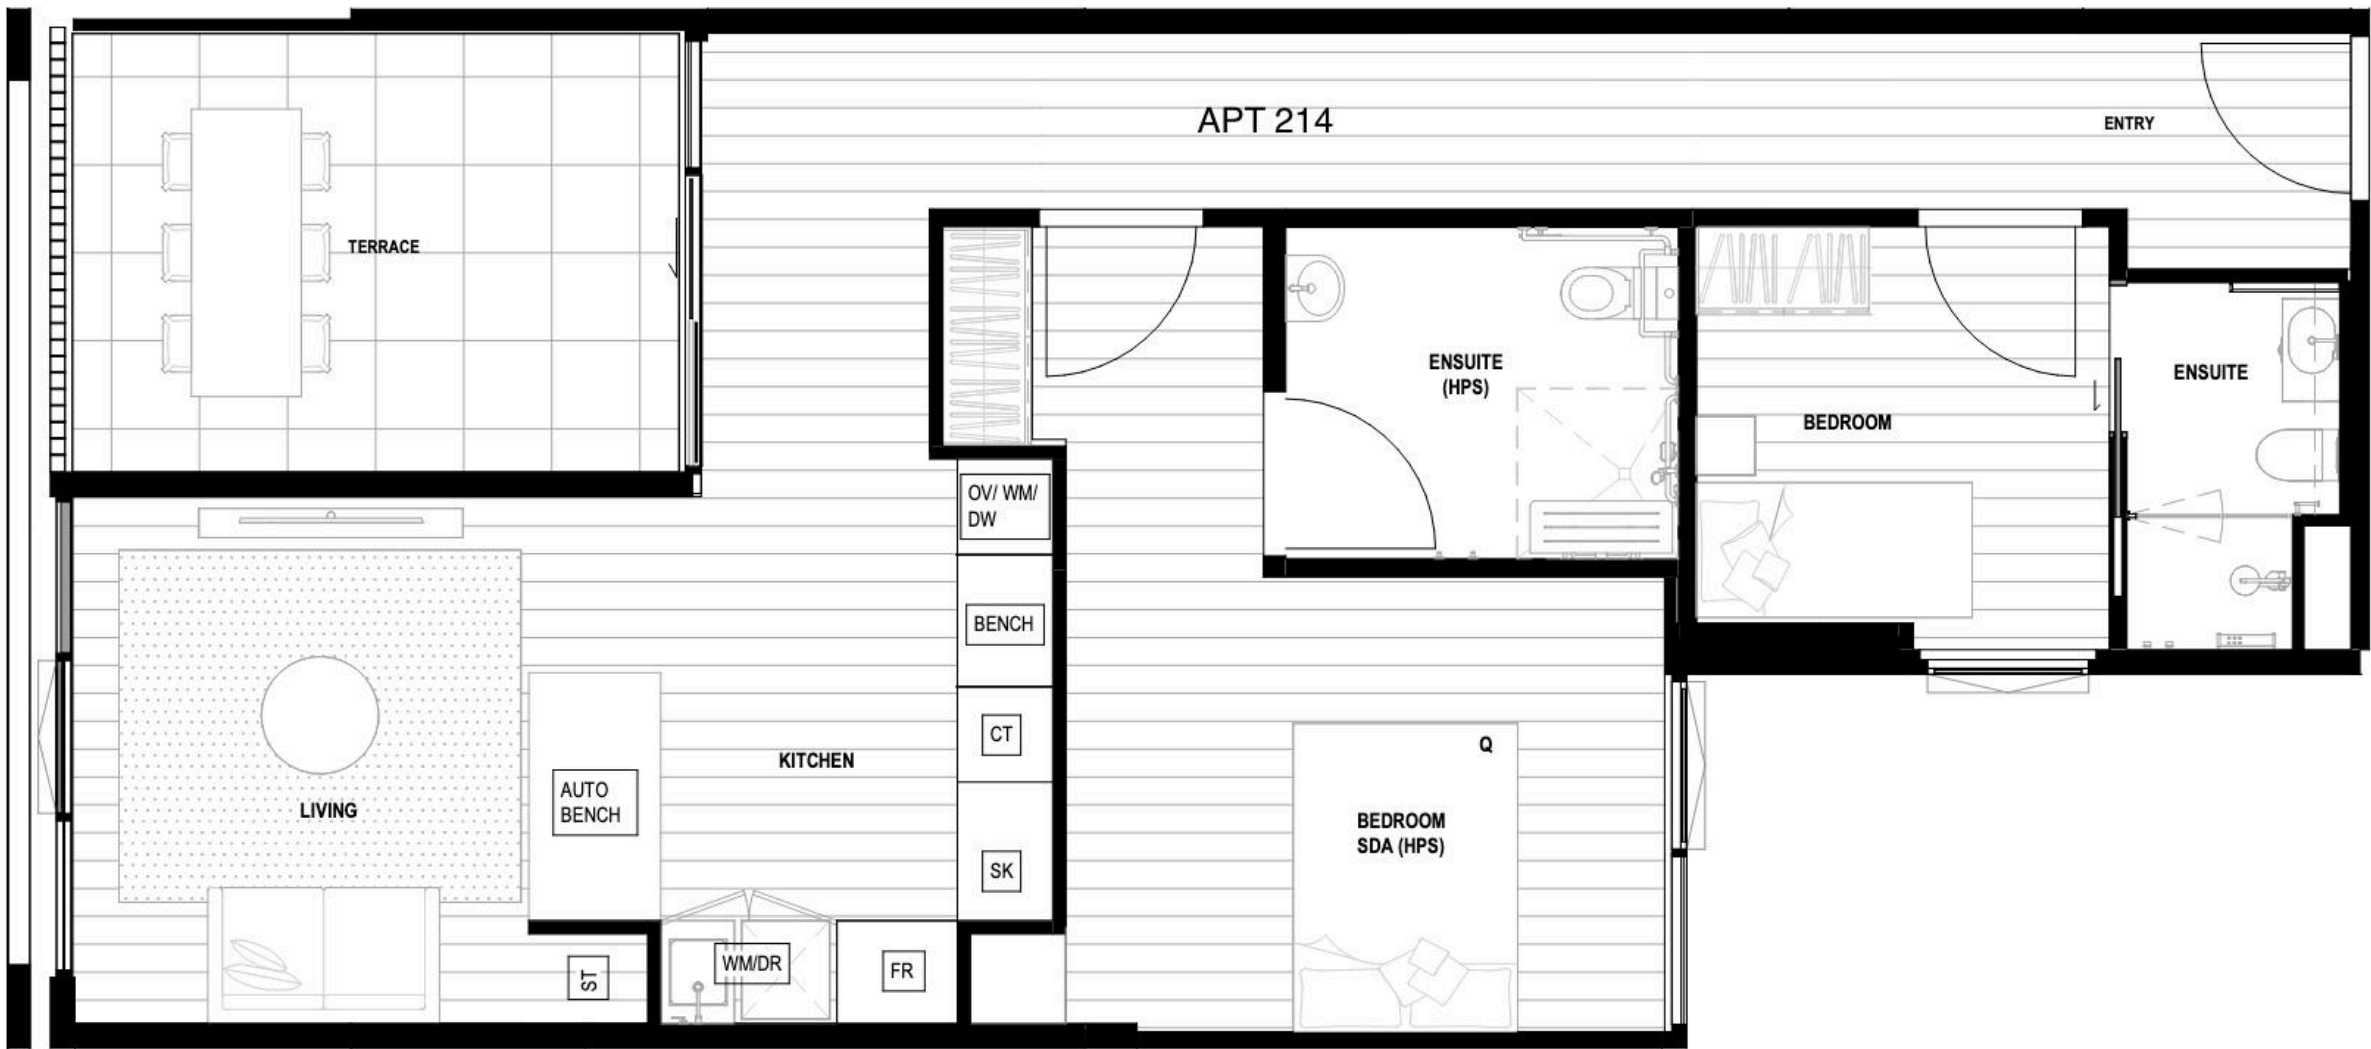 APT 214
ENTRY
TERRACE
ENSUITE
(HPS)
ENSUITE
BEDROOM
OV/ WM/
DW
BENCH
CT
KITCHEN
Q
AUTO
BENCH
LIVING
BEDROOM
SDA (HPS)
SK
WM/DR
FR
ST